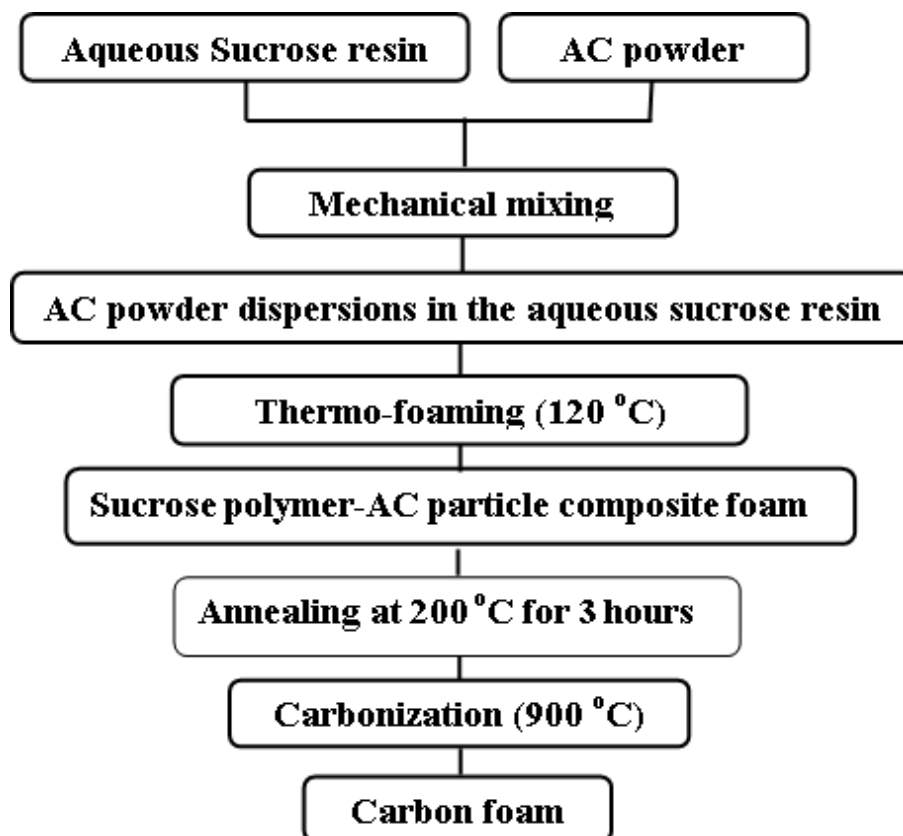 Aqueous Sucrose resin
AC powder
Mechanical mixing
AC powder dispersions in the aqueous sucrose resin
Thermo-foaming (120 °C)
Sucrose polymer-AC particle composite foam
Annealing at 200 °C for 3 hours
Carbonization (900 °C)
Carbon foam